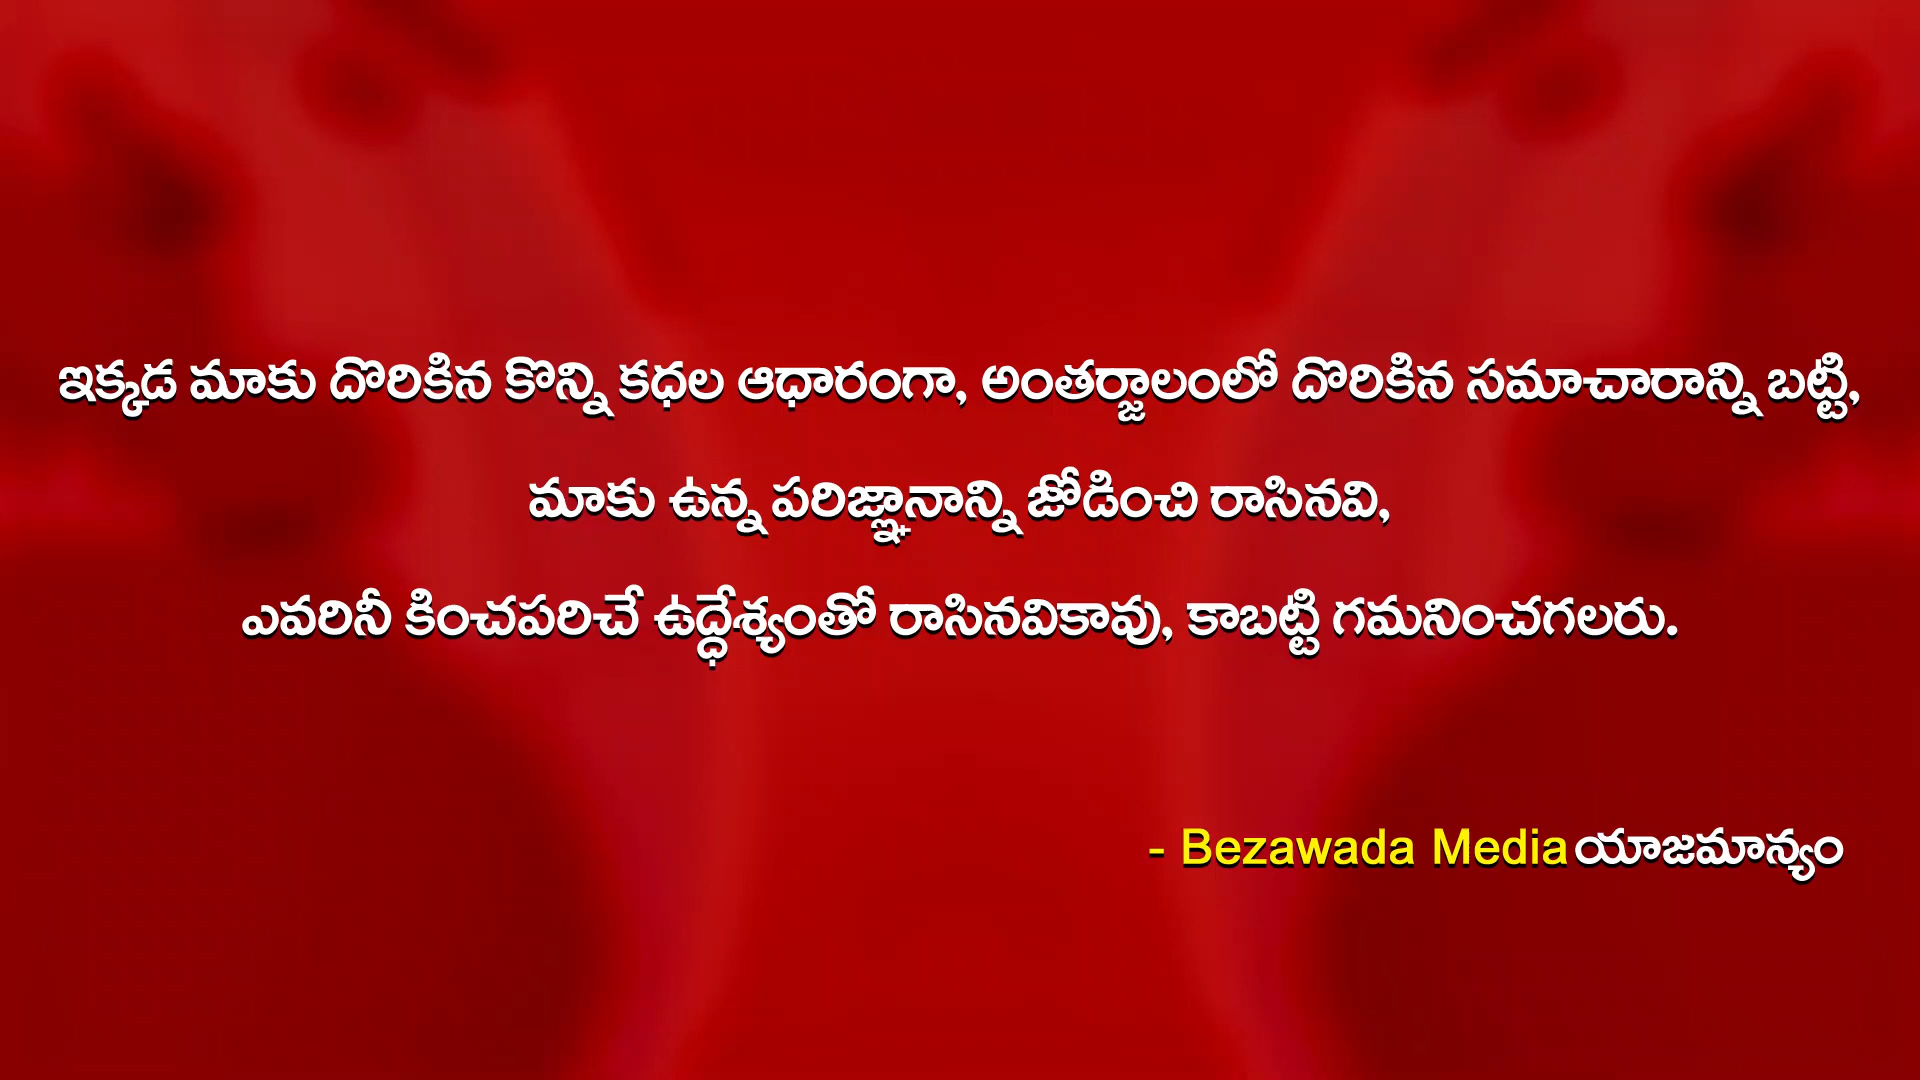 ఇక్కడ మాకు దొరికిన కొన్ని కధల ఆధారంగా, అంతర్జాలంలో దొరికిన సమాచారాన్ని బట్టి,
మాకు ఉన్న పరిజ్ఞానాన్ని జోడించి రాసినవి,
ఎవరినీ కించపరిచే ఉద్ధేశ్యంతో రాసినవికావు, కాబట్టి గమనించగలరు.
- Bezawada Media యాజమాన్యం